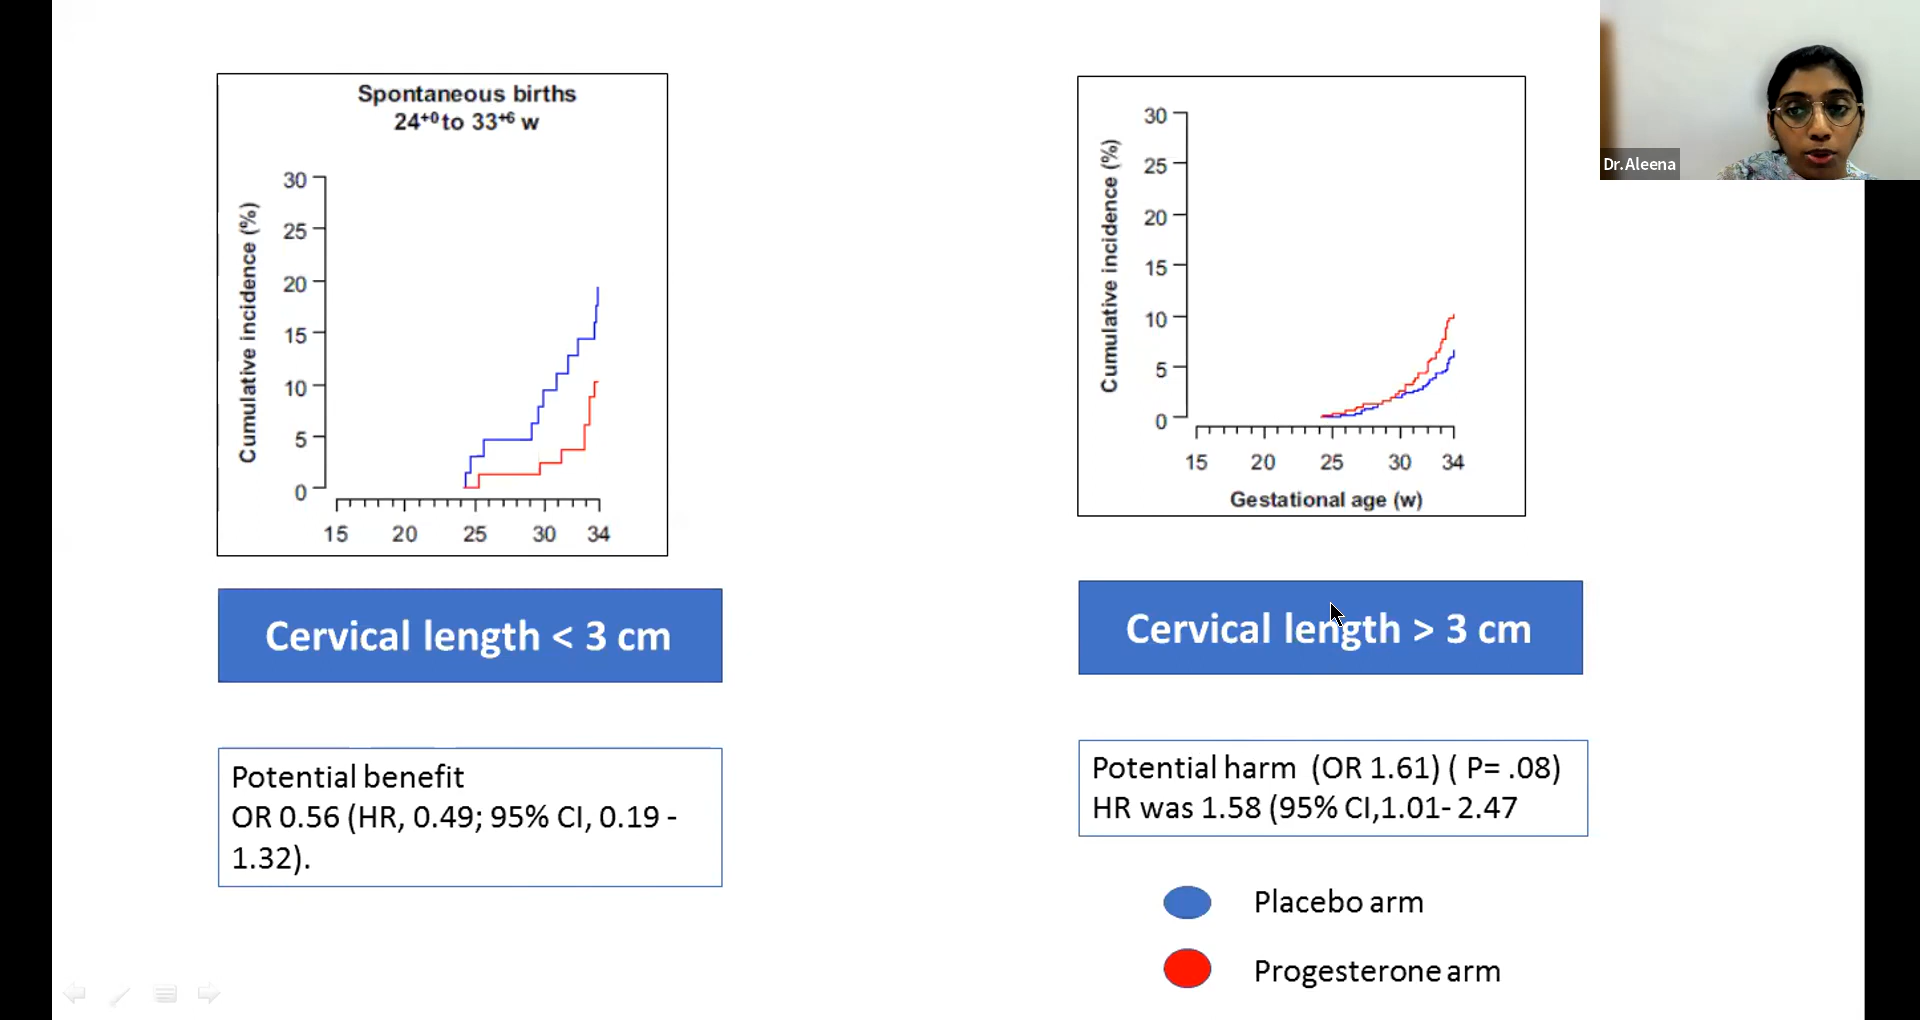 Spontaneous births
24+0 to 33+6 w
Cumulative incidence (%)
30
25
20
15
10
5
0
15 20 25 30 34
Cervical length < 3 cm
Potential benefit
OR 0.56 (HR, 0.49; 95% CI, 0.19 -
1.32).
Cumulative incidence (%)
30
25
20
15
10
5
0
15 20 25 30 34
Gestational age (w)
Cervical length > 3 cm
Potential harm (OR 1.61) ( P= .08)
HR was 1.58 (95% CI,1.01- 2.47
Placebo arm
Progesterone arm
Dr.Aleena